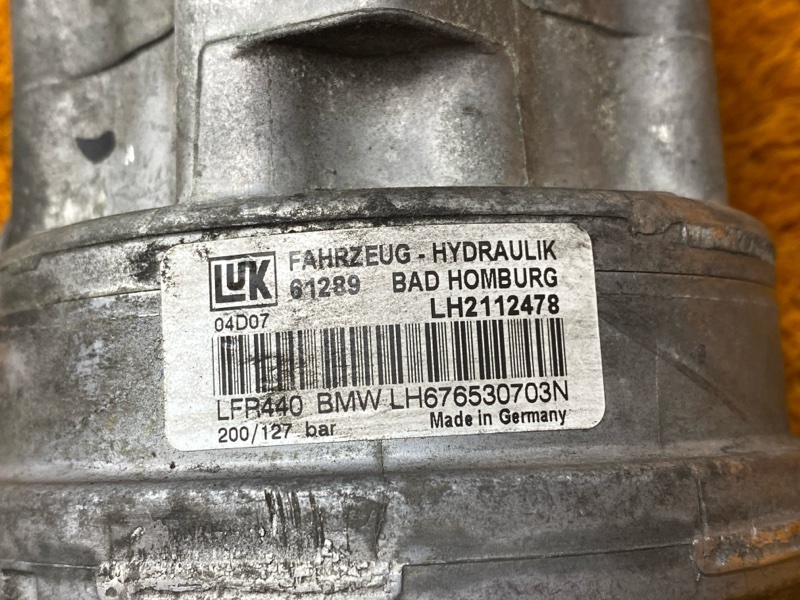 LuK FAHRZEUG - HYDRAULIK
61289 BAD HOMBURG
04D07 LH2112478
LFR440 BMW LH676530703N
200/127 bar Made in Germany